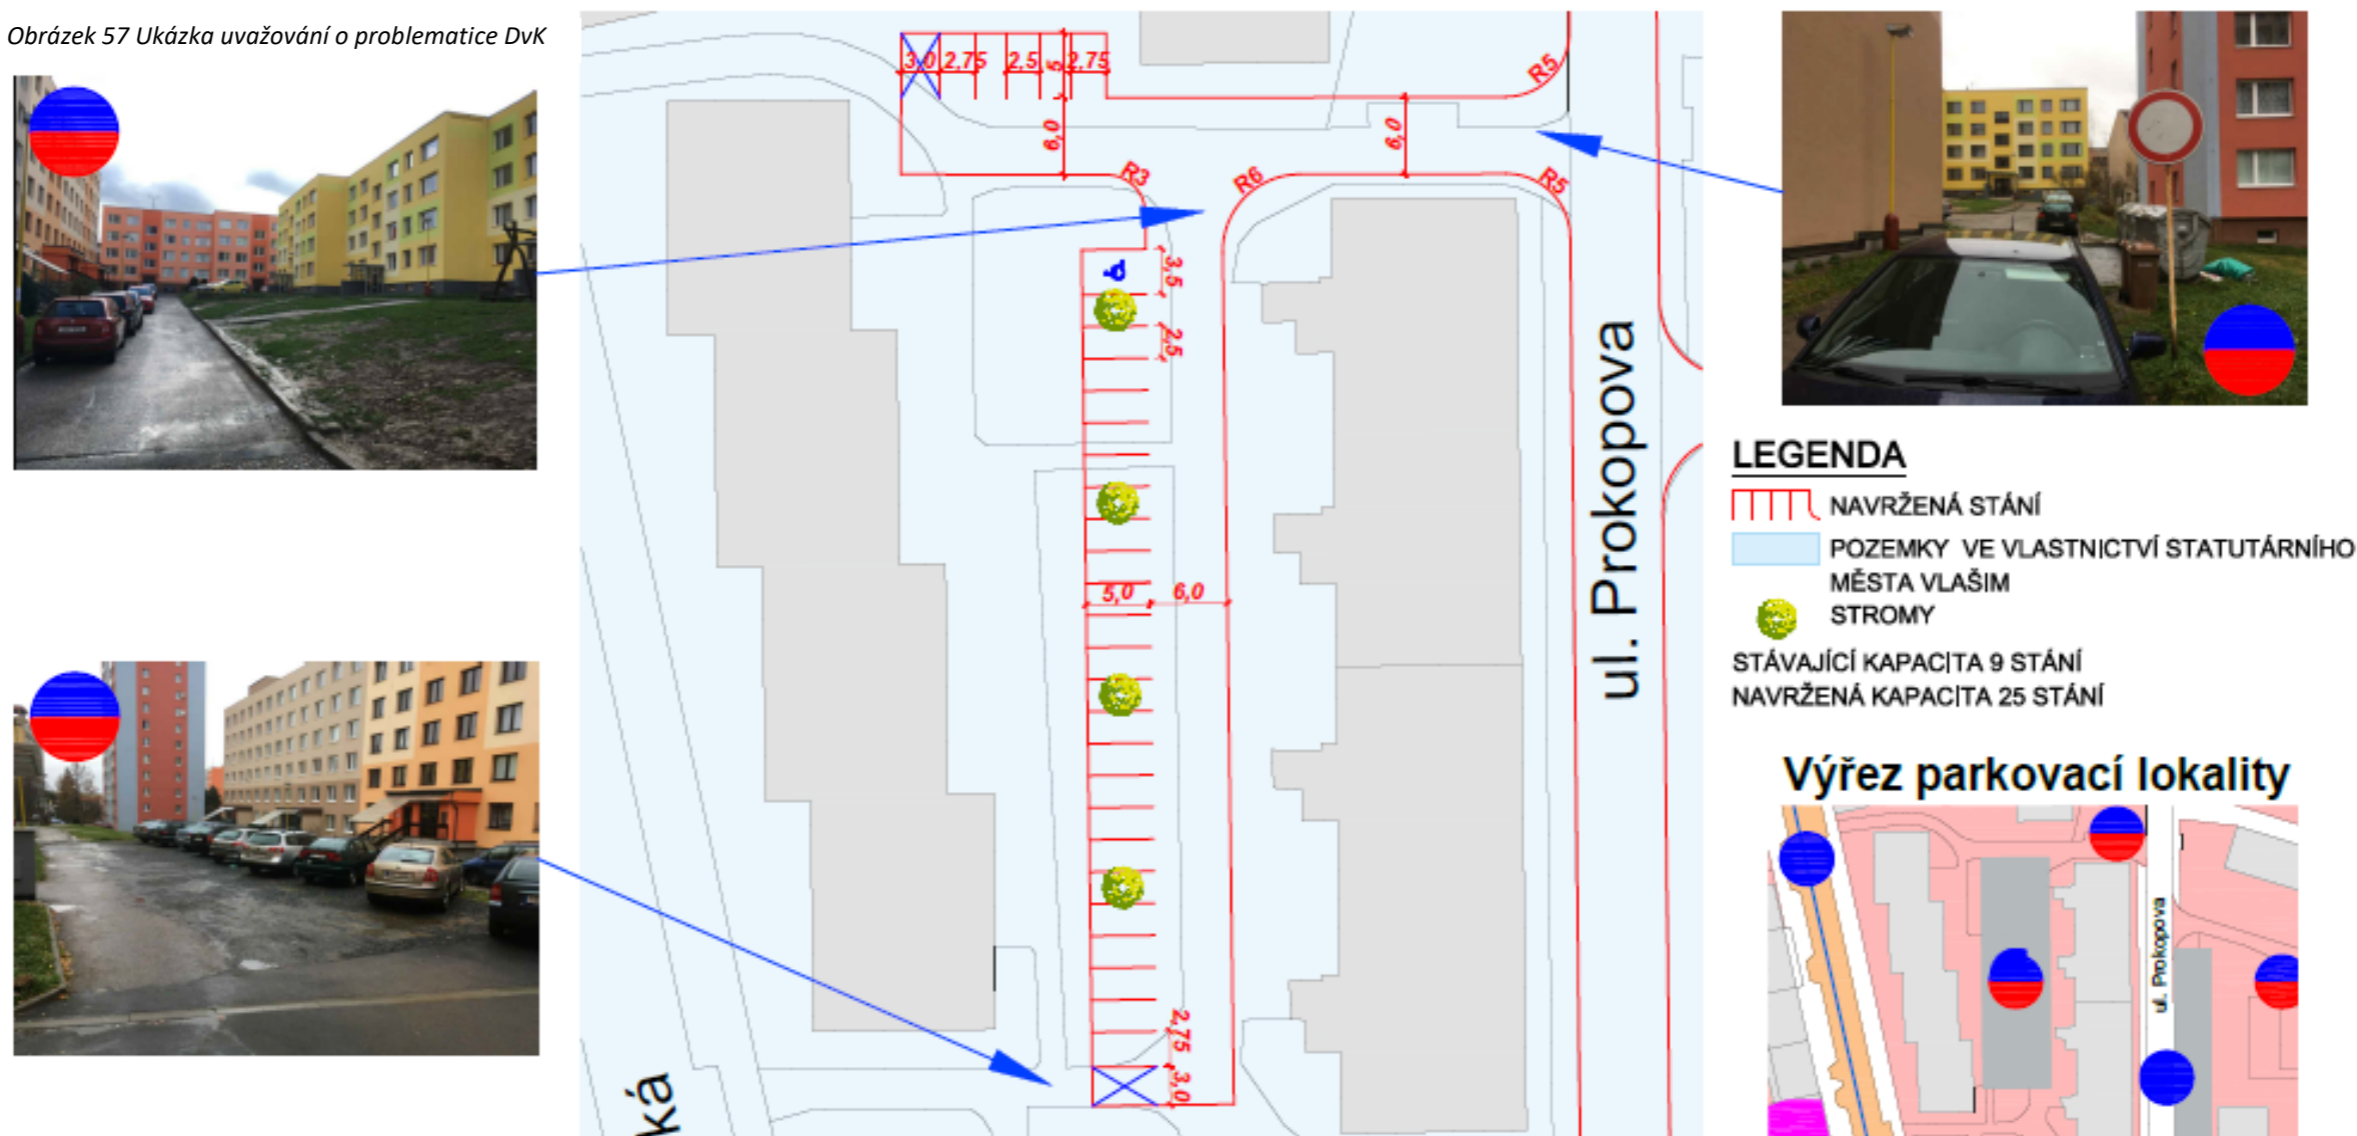 Obrázek 57 Ukázka uvažování o problematice DvK
3,0 2,75 2,5 5 2,75
6,0
6,0
R5
R3
R6
R5
3,5
2,5
5,0 6,0
2,75
3,0
ul. Prokopova
ká
LEGENDA
NAVRŽENÁ STÁNÍ
POZEMKY VE VLASTNICTVÍ STATUTÁRNÍHO
MĚSTA VLAŠIM
STROMY
STÁVAJÍCÍ KAPACITA 9 STÁNÍ
NAVRŽENÁ KAPACITA 25 STÁNÍ
Výřez parkovací lokality
ul. Prokopova